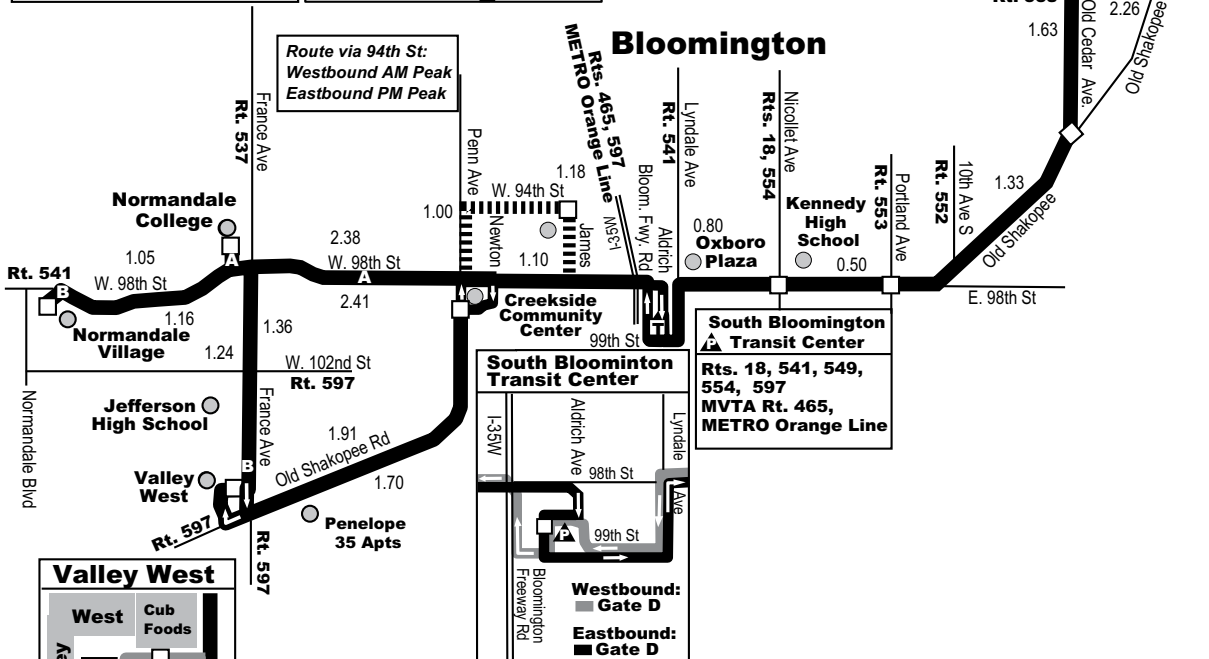 Old Cedar Ave.
2.26
1.63
Old Shakopee
Bloomington
Route via 94th St:
Westbound AM Peak
Eastbound PM Peak
France Ave
Rt. 537
Rts. 465, 597
METRO Orange Line
I-35W
Bloom. Fwy. Rd
Aldrich
Rt. 541
Lyndale Ave
Nicollet Ave
Rts. 18, 554
Portland Ave
Rt. 553
10th Ave S
Rt. 552
1.33
Old Shakopee
Penn Ave
1.18
W. 94th St
1.00
Newton
James
1.10
Normandale
College
2.38
W. 98th St
A
A
2.41
1.05
Rt. 541
W. 98th St
B
1.16
Normandale
Village
0.80
Oxboro
Plaza
Kennedy
High
School
0.50
E. 98th St
Creekside
Community
Center
99th St
T
1.36
1.24
W. 102nd St
Rt. 597
Normandale Blvd
Jefferson
High School
France Ave
1.91
Old Shakopee Rd
1.70
B
Valley
West
Rt. 597
Rt. 597
Penelope
35 Apts
South Bloomington
P Transit Center
Rts. 18, 541, 549,
554, 597
MVTA Rt. 465,
METRO Orange Line
South Bloominton
Transit Center
I-35W
Aldrich Ave
Lyndale
Ave
98th St
99th St
P
Bloomington
Freeway Rd
Westbound:
Gate D
Eastbound:
Gate D
Valley West
West
Cub
Foods